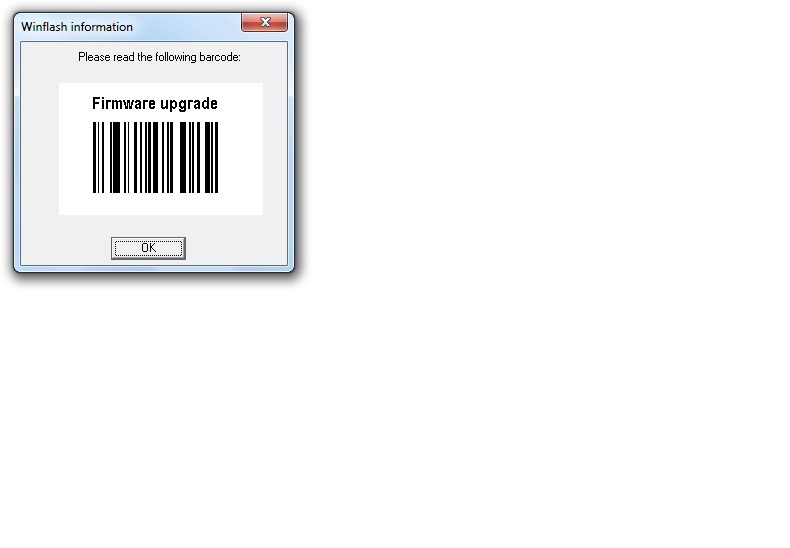 Winflash information
Please read the following barcode:
Firmware upgrade
OK